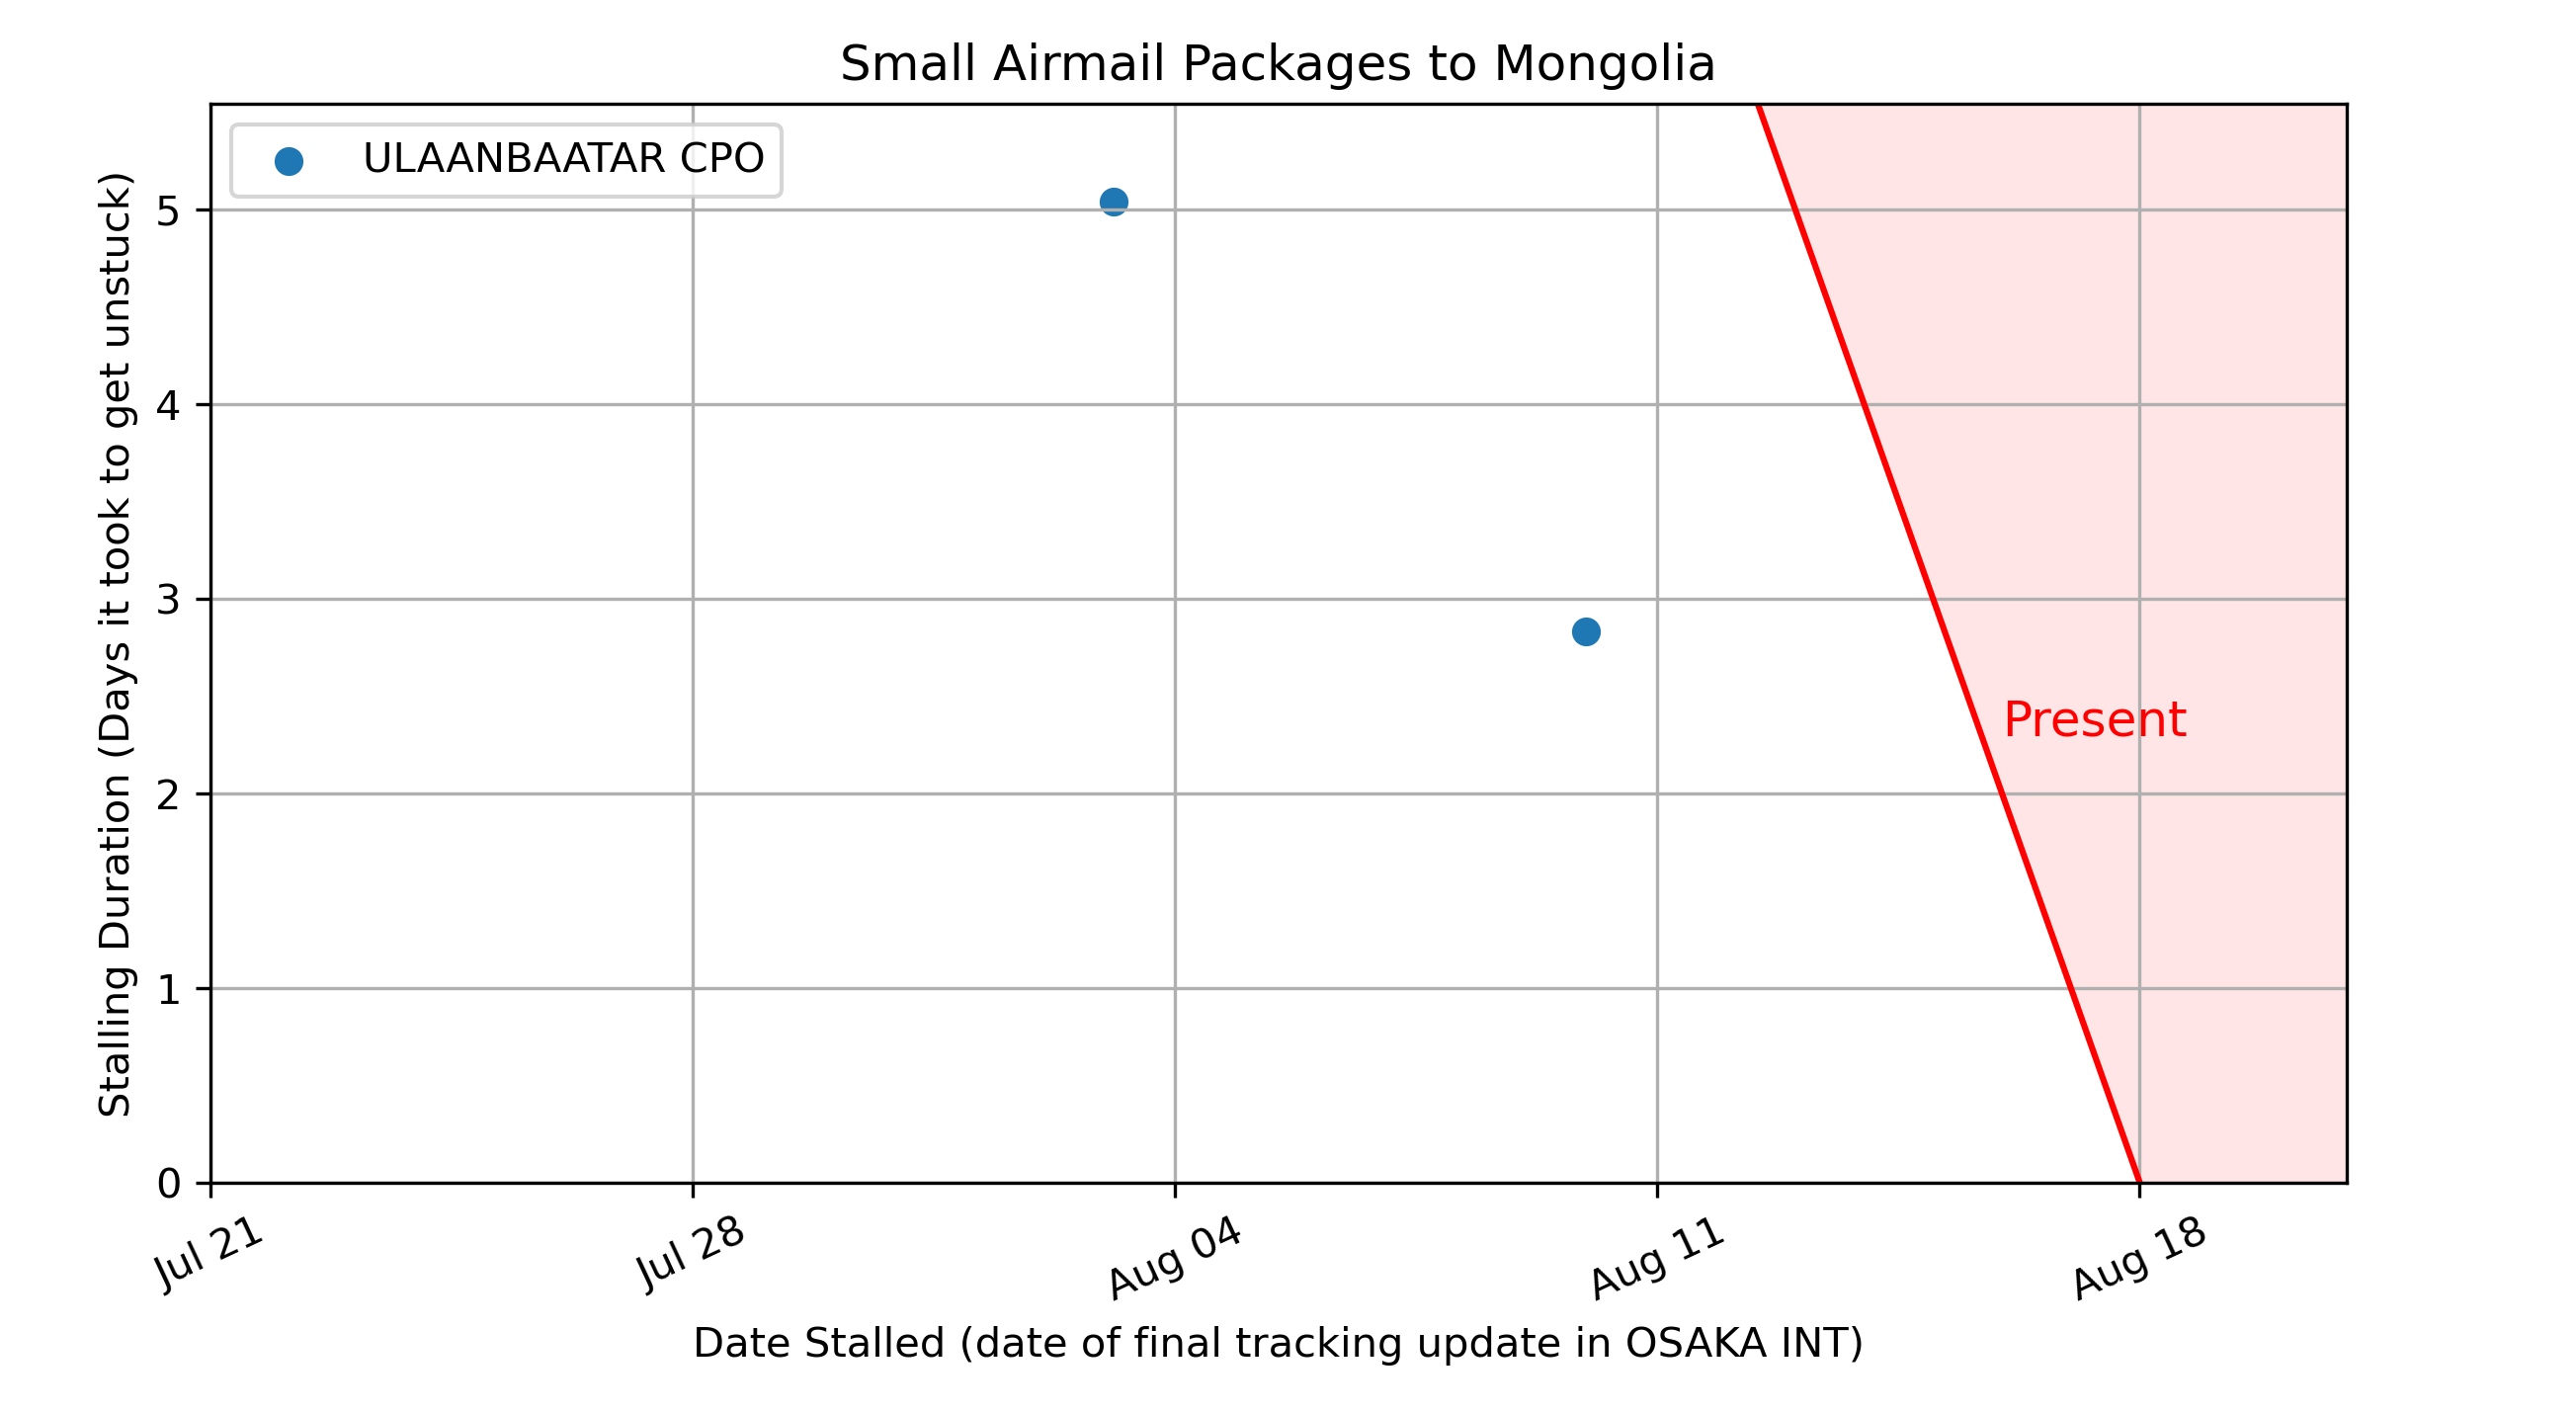 Small Airmail Packages to Mongolia
ULAANBAATAR CPO
Stalling Duration (Days it took to get unstuck)
5
4
3
2
1
0
Present
Jul 21
Jul 28
Aug 04
Aug 11
Aug 18
Date Stalled (date of final tracking update in OSAKA INT)